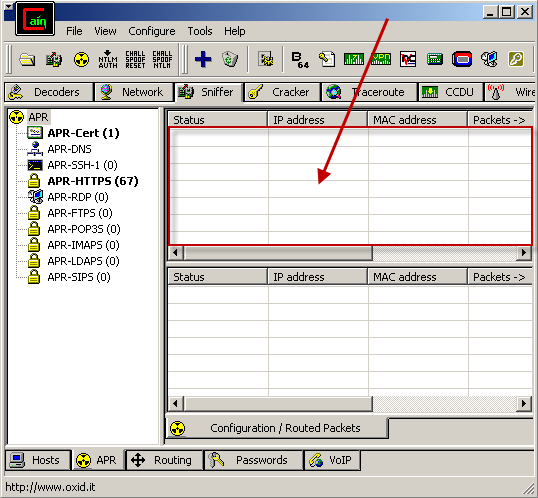 Cain
File View Configure Tools Help
NTLM AUTH CHALL SPOOF RESET CHALL SPOOF NTLM B64
Decoders Network Sniffer Cracker Traceroute CCDU Wire
APR
APR-Cert (1)
APR-DNS
APR-SSH-1 (0)
APR-HTTPS (67)
APR-RDP (0)
APR-FTPS (0)
APR-POP3S (0)
APR-IMAPS (0)
APR-LDAPS (0)
APR-SIPS (0)
Status IP address MAC address Packets ->
Status IP address MAC address Packets ->
Configuration / Routed Packets
Hosts APR Routing Passwords VoIP
http://www.oxid.it